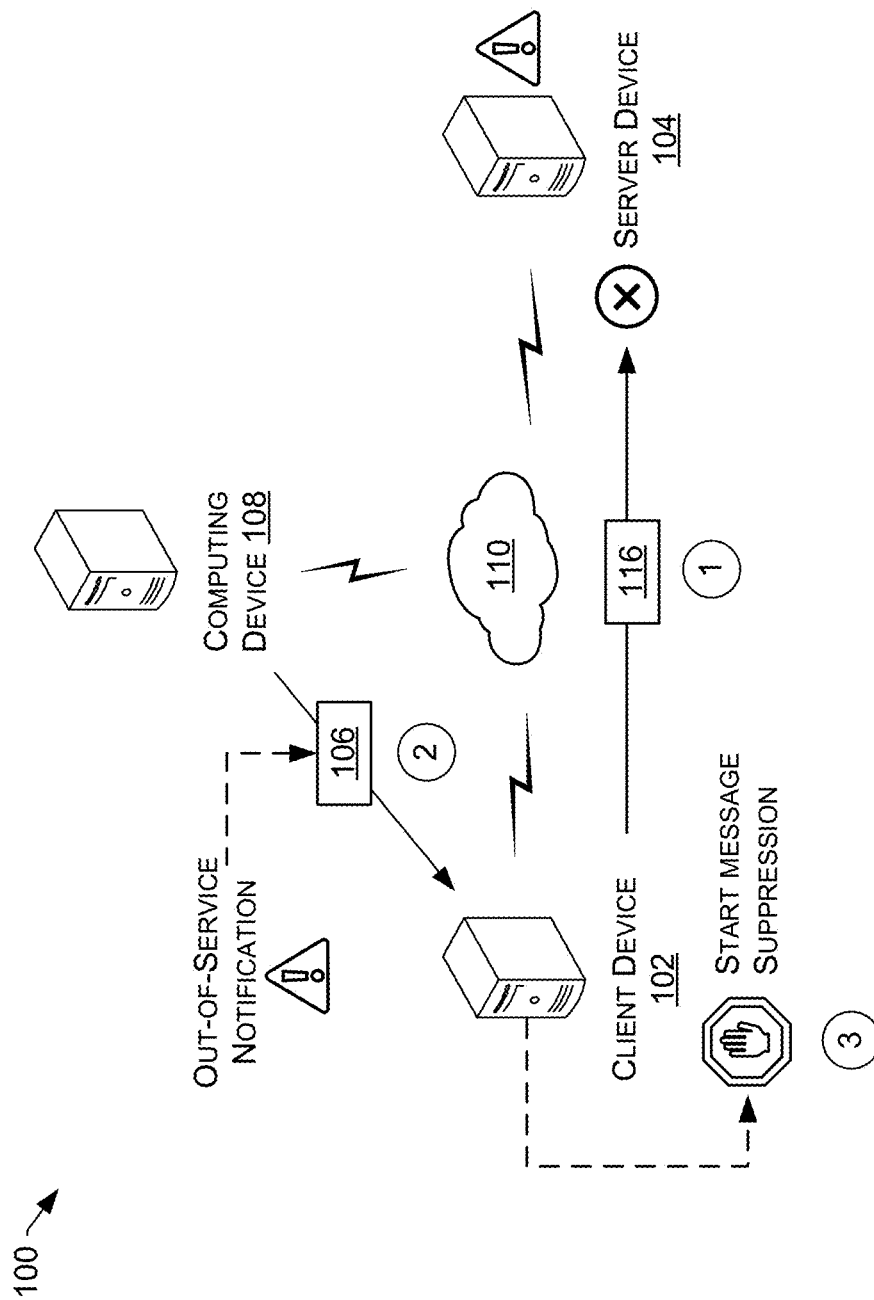 100
COMPUTING
DEVICE 108
OUT-OF-SERVICE
NOTIFICATION
106
2
110
CLIENT DEVICE
102
SERVER DEVICE
104
116
1
START MESSAGE
SUPPRESSION
3